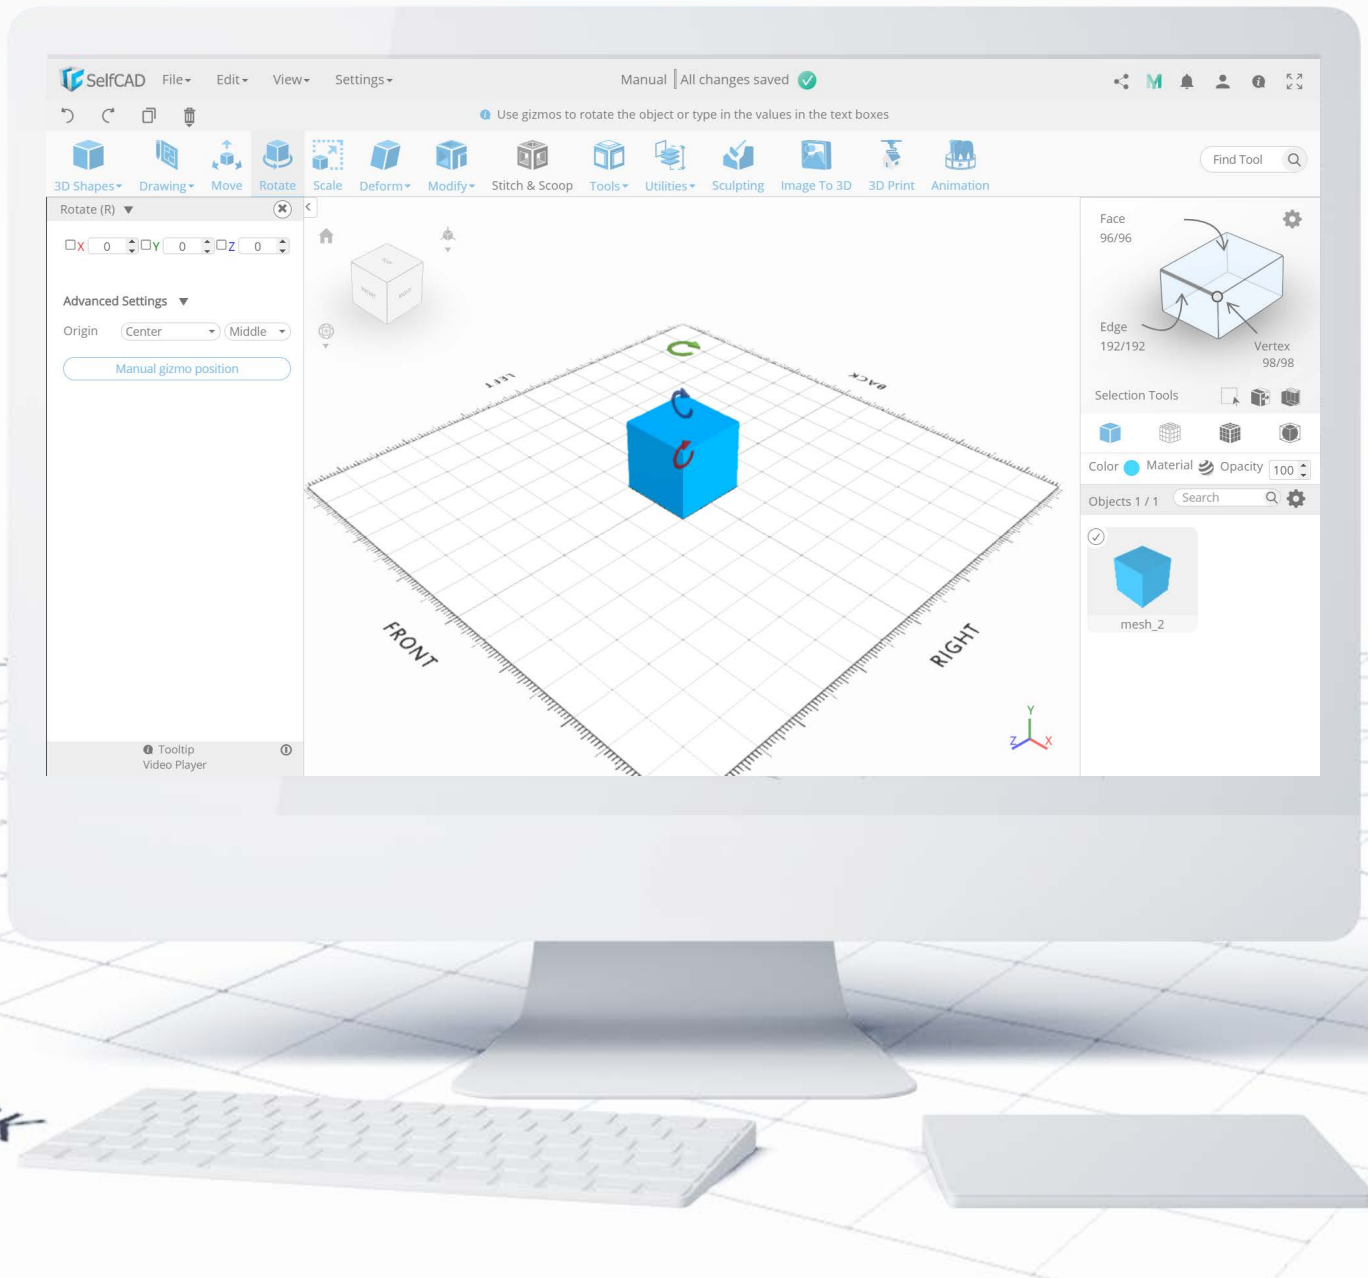 SelfCAD File Edit View Settings Manual All changes saved
Use gizmos to rotate the object or type in the values in the text boxes
3D Shapes Drawing Move Rotate Scale Deform Modify Stitch & Scoop Tools Utilities Sculpting Image To 3D 3D Print Animation Find Tool
Rotate (R)
X 0 Y 0 Z 0
Advanced Settings
Origin Center Middle
Manual gizmo position
Tooltip
Video Player
LEFT
BACK
FRONT
RIGHT
Y
Z X
Face
96/96
Edge
192/192
Vertex
98/98
Selection Tools
Color Material Opacity 100
Objects 1 / 1 Search
mesh_2